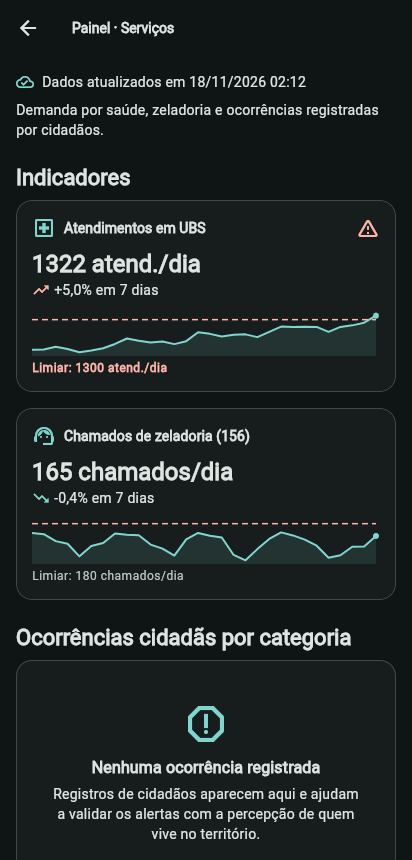 Painel · Serviços
Dados atualizados em 18/11/2026 02:12
Demanda por saúde, zeladoria e ocorrências registradas
por cidadãos.
Indicadores
Atendimentos em UBS
1322 atend./dia
+5,0% em 7 dias
Limiar: 1300 atend./dia
Chamados de zeladoria (156)
165 chamados/dia
-0,4% em 7 dias
Limiar: 180 chamados/dia
Ocorrências cidadãs por categoria
Nenhuma ocorrência registrada
Registros de cidadãos aparecem aqui e ajudam
a validar os alertas com a percepção de quem
vive no território.